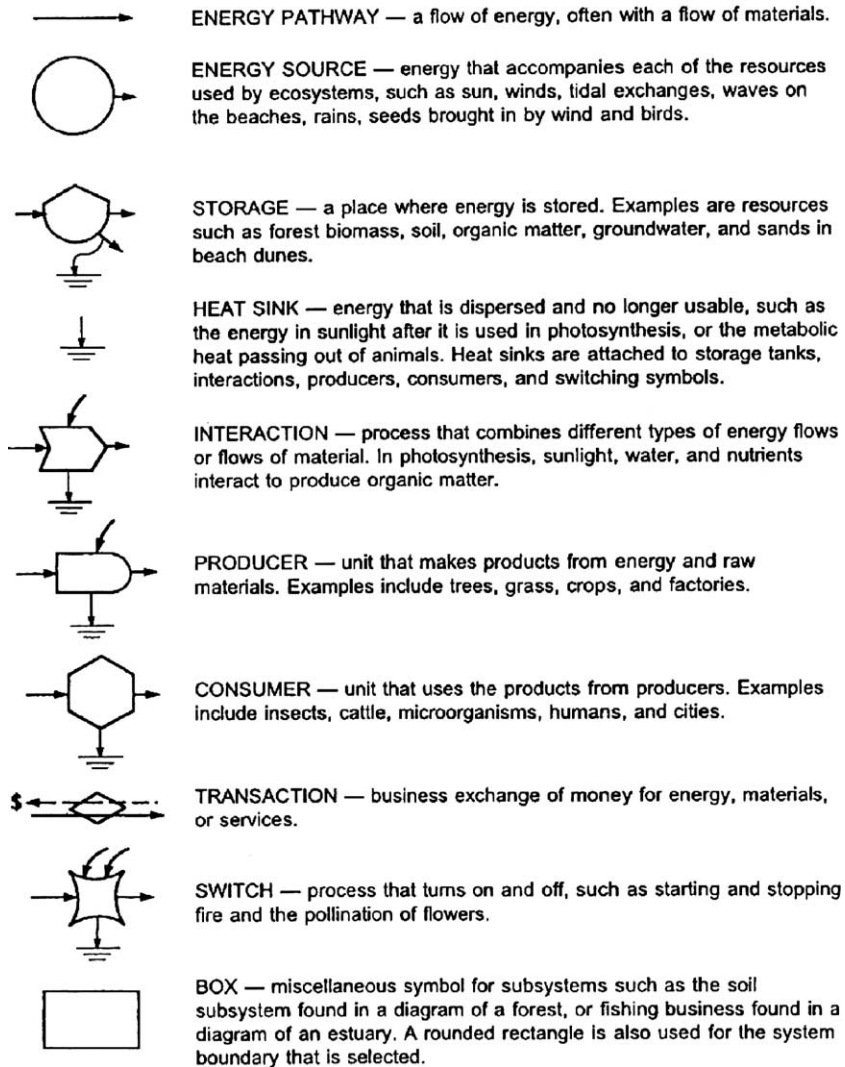 ENERGY PATHWAY — a flow of energy, often with a flow of materials.
ENERGY SOURCE — energy that accompanies each of the resources
used by ecosystems, such as sun, winds, tidal exchanges, waves on
the beaches, rains, seeds brought in by wind and birds.
STORAGE — a place where energy is stored. Examples are resources
such as forest biomass, soil, organic matter, groundwater, and sands in
beach dunes.
HEAT SINK — energy that is dispersed and no longer usable, such as
the energy in sunlight after it is used in photosynthesis, or the metabolic
heat passing out of animals. Heat sinks are attached to storage tanks,
interactions, producers, consumers, and switching symbols.
INTERACTION — process that combines different types of energy flows
or flows of material. In photosynthesis, sunlight, water, and nutrients
interact to produce organic matter.
PRODUCER — unit that makes products from energy and raw
materials. Examples include trees, grass, crops, and factories.
CONSUMER — unit that uses the products from producers. Examples
include insects, cattle, microorganisms, humans, and cities.
$
TRANSACTION — business exchange of money for energy, materials,
or services.
SWITCH — process that turns on and off, such as starting and stopping
fire and the pollination of flowers.
BOX — miscellaneous symbol for subsystems such as the soil
subsystem found in a diagram of a forest, or fishing business found in a
diagram of an estuary. A rounded rectangle is also used for the system
boundary that is selected.